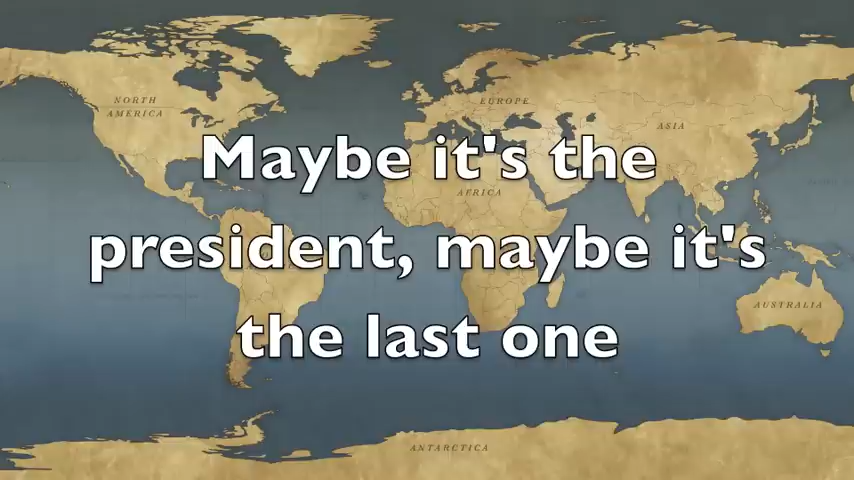 NORTH
AMERICA
EUROPE
ASIA
Maybe it's the
AFRICA
president, maybe it's
AUSTRALIA
the last one
ANTARCTICA